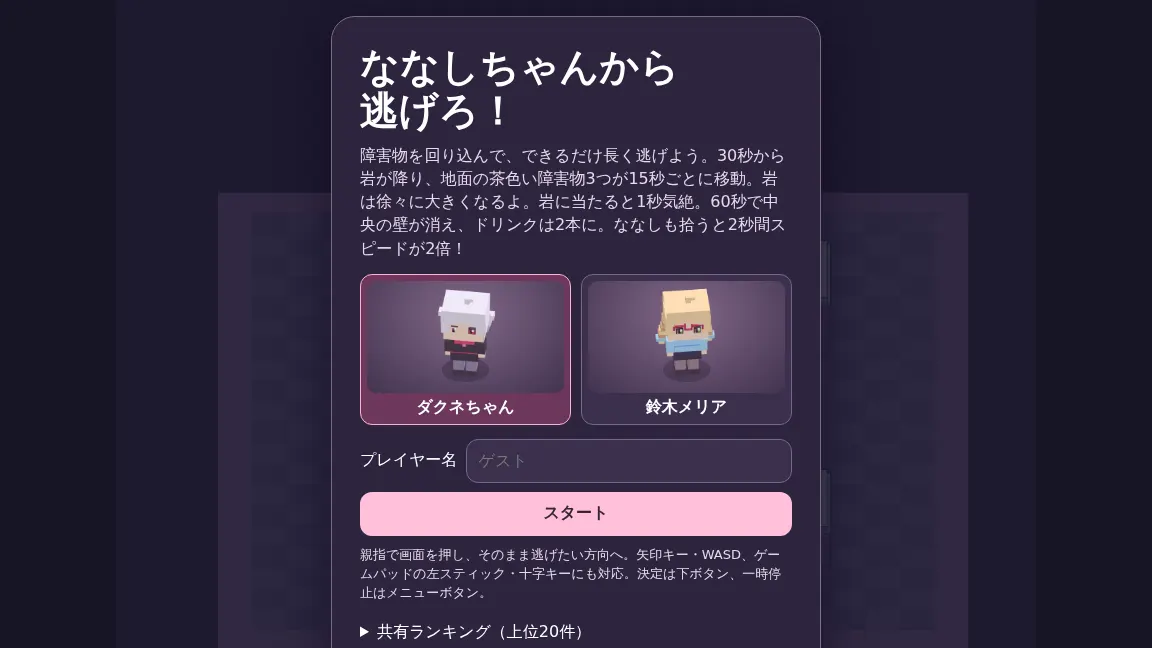 ななしちゃんから
逃げろ！
障害物を回り込んで、できるだけ長く逃げよう。30秒から
岩が降り、地面の茶色い障害物3つが15秒ごとに移動。岩
は徐々に大きくなるよ。岩に当たると1秒気絶。60秒で中
央の壁が消え、ドリンクは2本に。ななしも拾うと2秒間ス
ピードが2倍！
ダクネちゃん
鈴木メリア
プレイヤー名
ゲスト
スタート
親指で画面を押し、そのまま逃げたい方向へ。矢印キー・WASD、ゲー
ムパッドの左スティック・十字キーにも対応。決定は下ボタン、一時停
止はメニューボタン。
▶ 共有ランキング（上位20件）